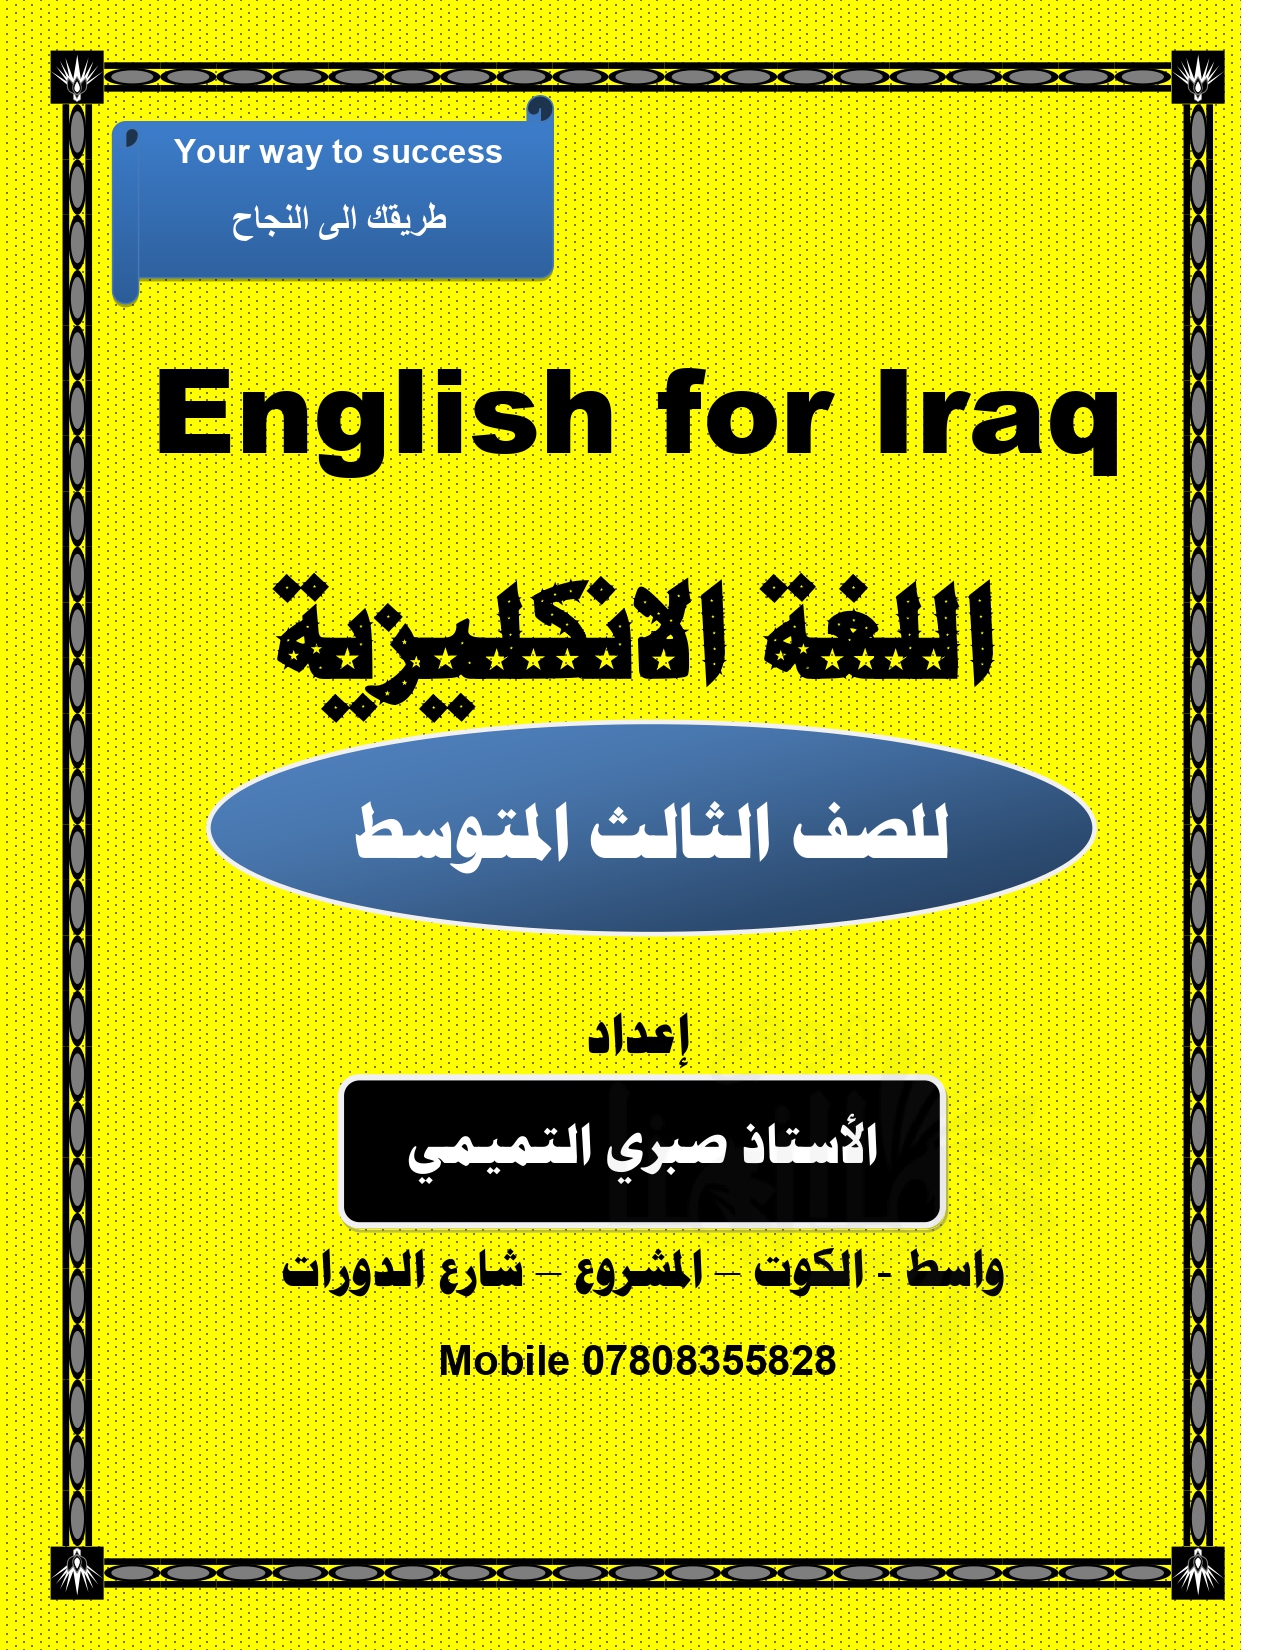 Your way to success
طريقك الى النجاح
English for Iraq
اللغة الانكليزية
للصف الثالث المتوسط
إعداد
الأستاذ صبري التميمي
واسط - الكوت – المشروع – شارع الدورات
Mobile 07808355828